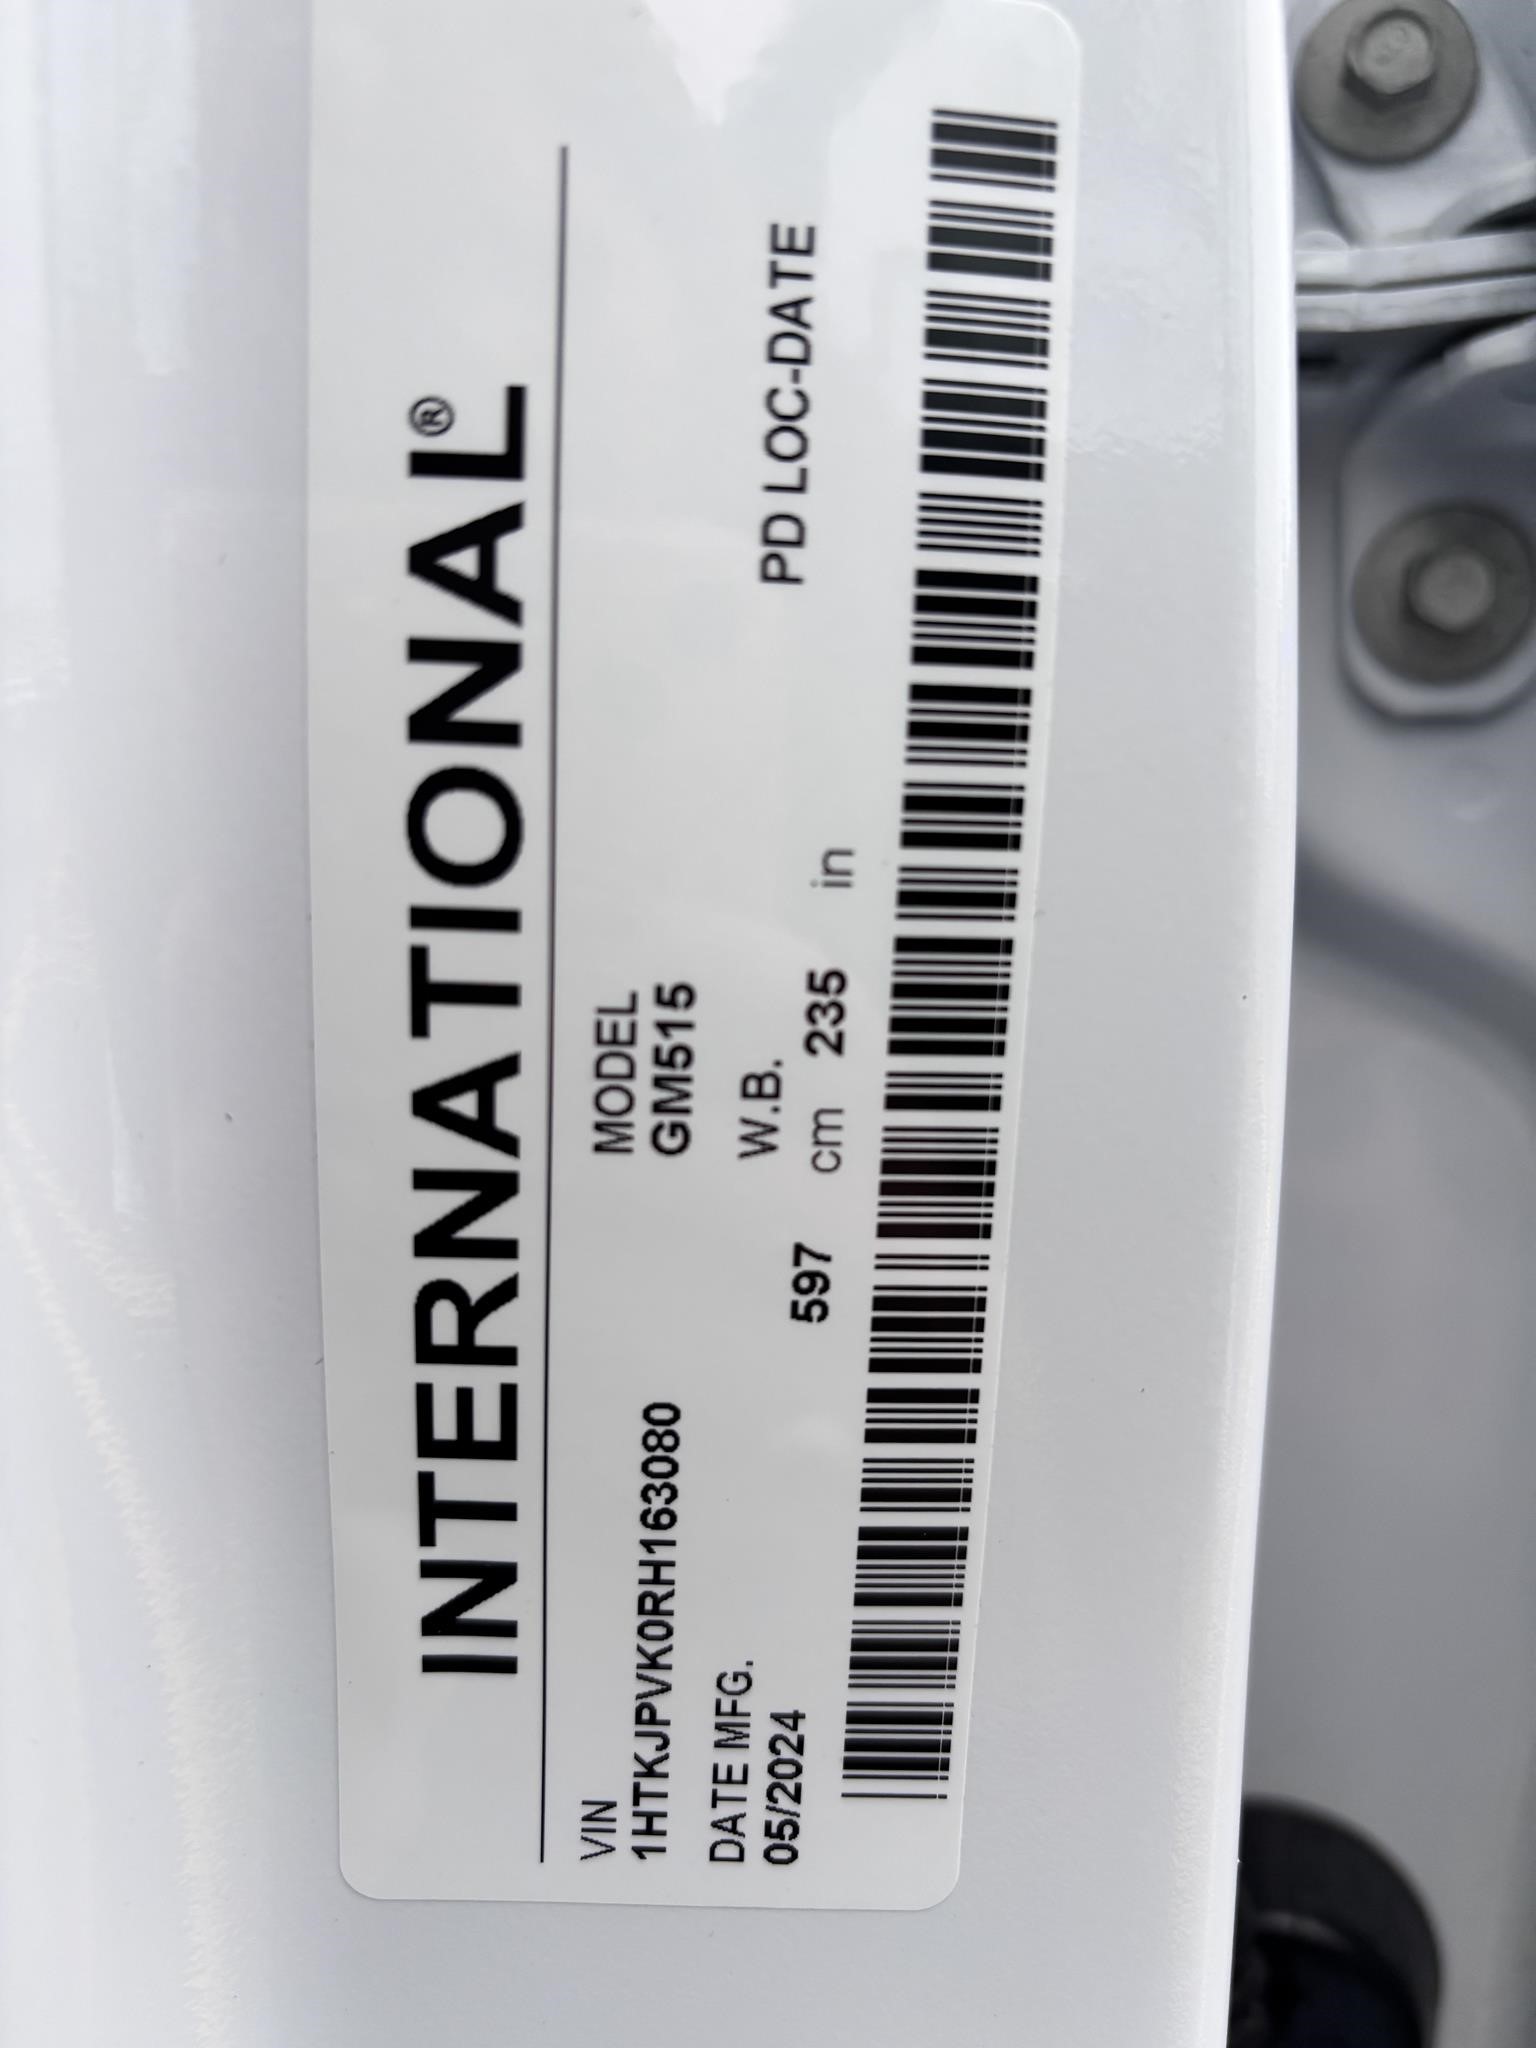 INTERNATIONAL®
VIN
1HTKJPVK0RH163080
MODEL
GM515
DATE MFG.
05/2024
W.B.
597 cm 235 in
PD LOC-DATE